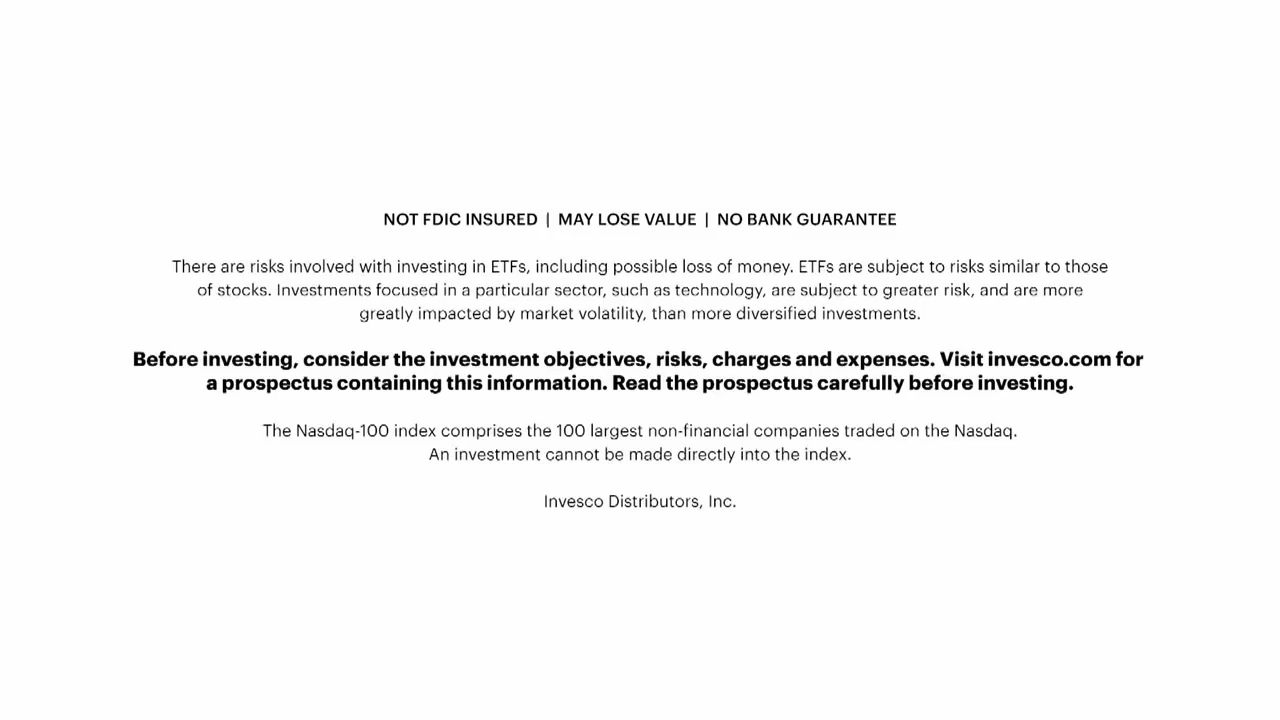 NOT FDIC INSURED | MAY LOSE VALUE | NO BANK GUARANTEE
There are risks involved with investing in ETFs, including possible loss of money. ETFs are subject to risks similar to those
of stocks. Investments focused in a particular sector, such as technology, are subject to greater risk, and are more
greatly impacted by market volatility, than more diversified investments.
Before investing, consider the investment objectives, risks, charges and expenses. Visit invesco.com for
a prospectus containing this information. Read the prospectus carefully before investing.
The Nasdaq-100 index comprises the 100 largest non-financial companies traded on the Nasdaq.
An investment cannot be made directly into the index.
Invesco Distributors, Inc.